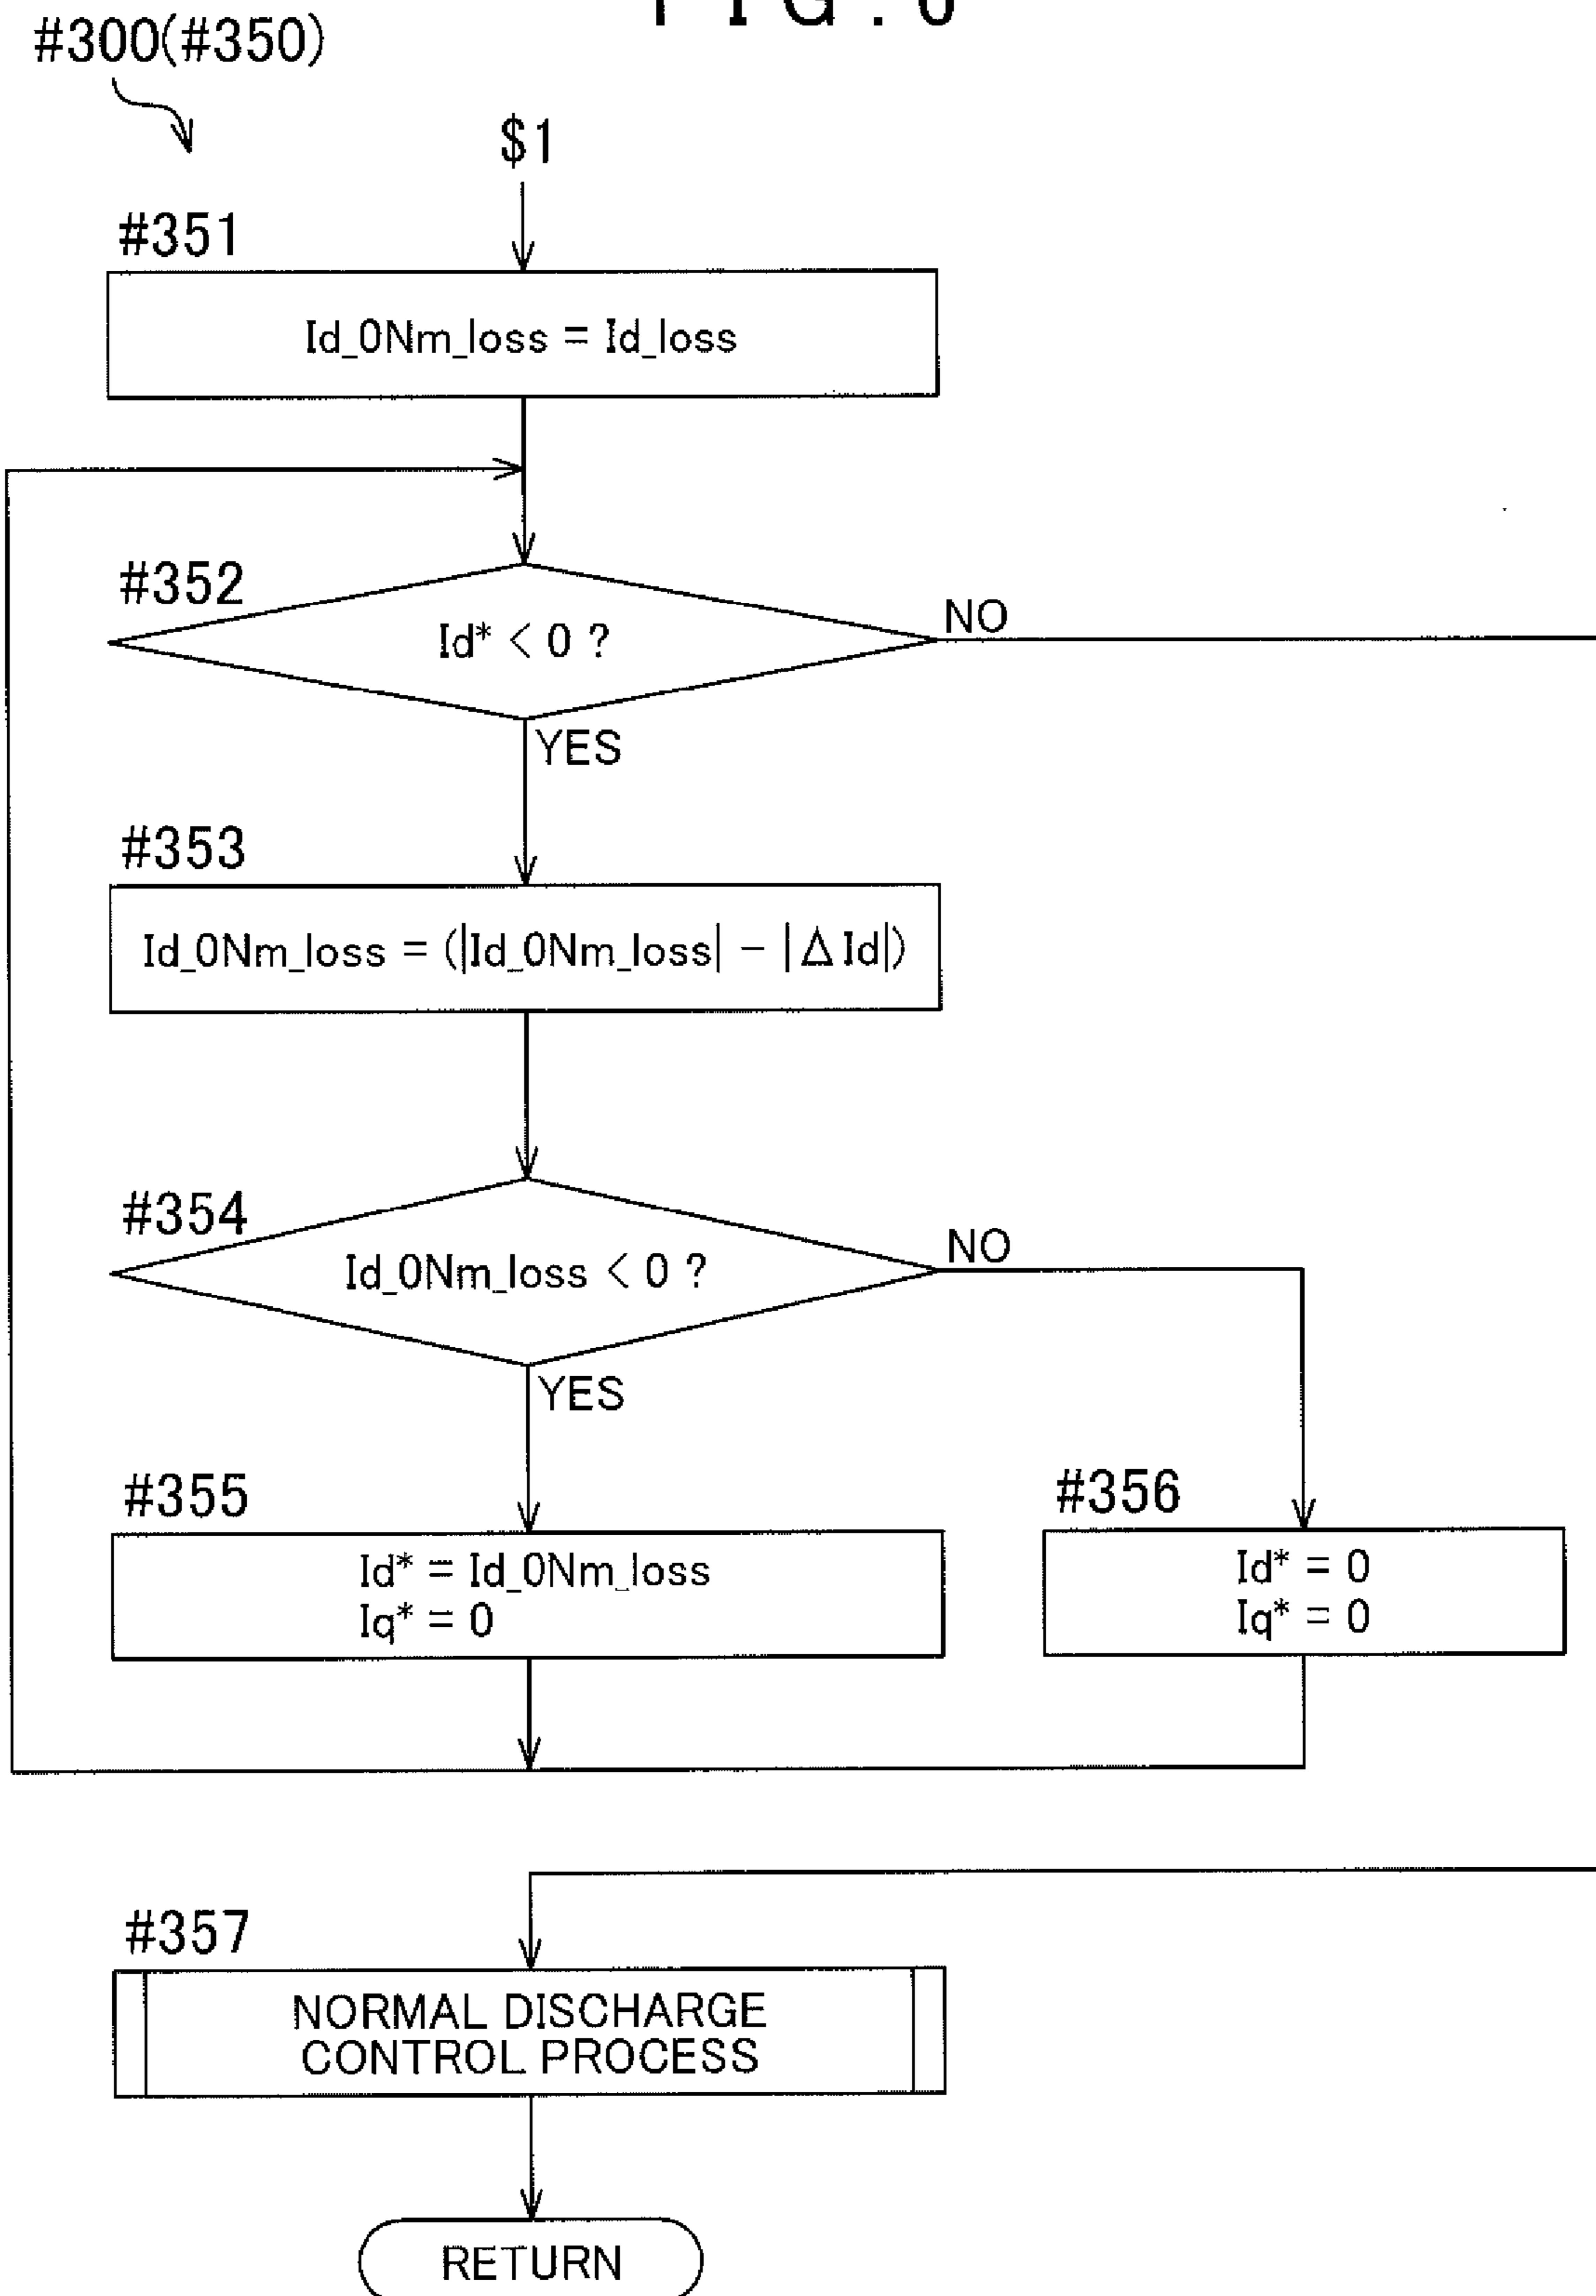 #300(#350)
$1
#351
Id_0Nm_loss = Id_loss
#352
Id* < 0 ?
NO
YES
#353
Id_0Nm_loss = (|Id_0Nm_loss| − |Δ Id|)
#354
Id_0Nm_loss < 0 ?
NO
YES
#355
Id* = Id_0Nm_loss
Iq* = 0
#356
Id* = 0
Iq* = 0
#357
NORMAL DISCHARGE
CONTROL PROCESS
RETURN